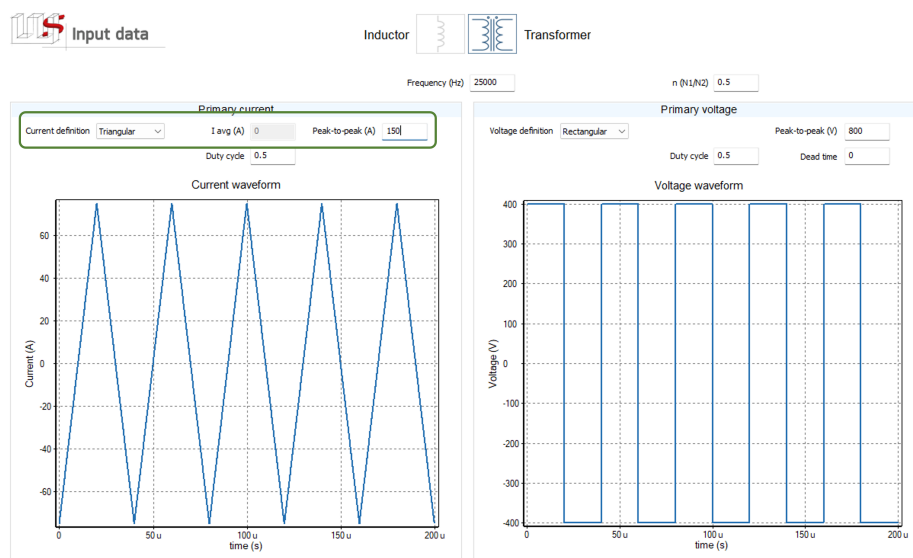 Input data
Inductor
Transformer
Frequency (Hz) 25000
n (N1/N2) 0.5
Primary current
Current definition Triangular I avg (A) 0 Peak-to-peak (A) 150
Duty cycle 0.5
Current waveform
60
40
20
0
-20
-40
-60
Current (A)
0 50 u 100 u 150 u 200 u
time (s)
Primary voltage
Voltage definition Rectangular Peak-to-peak (V) 800
Duty cycle 0.5 Dead time 0
Voltage waveform
400
300
200
100
0
-100
-200
-300
-400
Voltage (V)
0 50 u 100 u 150 u 200 u
time (s)